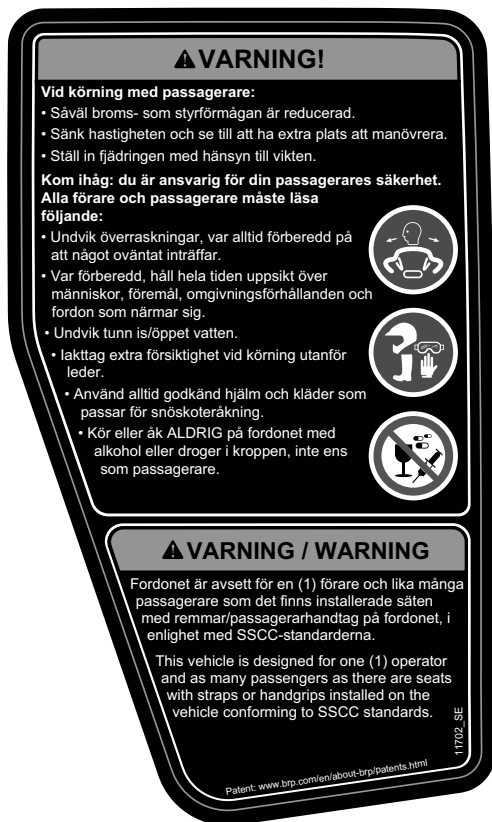 ⚠VARNING!
Vid körning med passagerare:
• Såväl broms- som styrförmågan är reducerad.
• Sänk hastigheten och se till att ha extra plats att manövrera.
• Ställ in fjädringen med hänsyn till vikten.
Kom ihåg: du är ansvarig för din passagerares säkerhet.
Alla förare och passagerare måste läsa
följande:
• Undvik överraskningar, var alltid förberedd på
att något oväntat inträffar.
• Var förberedd, håll hela tiden uppsikt över
människor, föremål, omgivningsförhållanden och
fordon som närmar sig.
• Undvik tunn is/öppet vatten.
• Iakttag extra försiktighet vid körning utanför
leder.
• Använd alltid godkänd hjälm och kläder som
passar för snöskoteråkning.
• Kör eller åk ALDRIG på fordonet med
alkohol eller droger i kroppen, inte ens
som passagerare.
⚠VARNING / WARNING
Fordonet är avsett för en (1) förare och lika många
passagerare som det finns installerade säten
med remmar/passagerarhandtag på fordonet, i
enlighet med SSCC-standarderna.
This vehicle is designed for one (1) operator
and as many passengers as there are seats
with straps or handgrips installed on the
vehicle conforming to SSCC standards.
11702_SE
Patent: www.brp.com/en/about-brp/patents.html